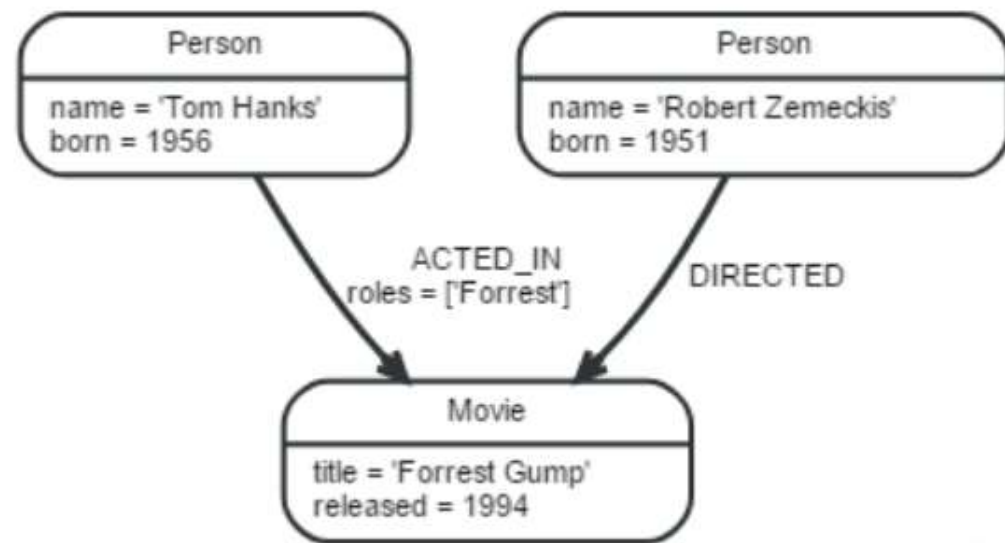 Person
name = 'Tom Hanks'
born = 1956
Person
name = 'Robert Zemeckis'
born = 1951
ACTED_IN
roles = ['Forrest']
DIRECTED
Movie
title = 'Forrest Gump'
released = 1994